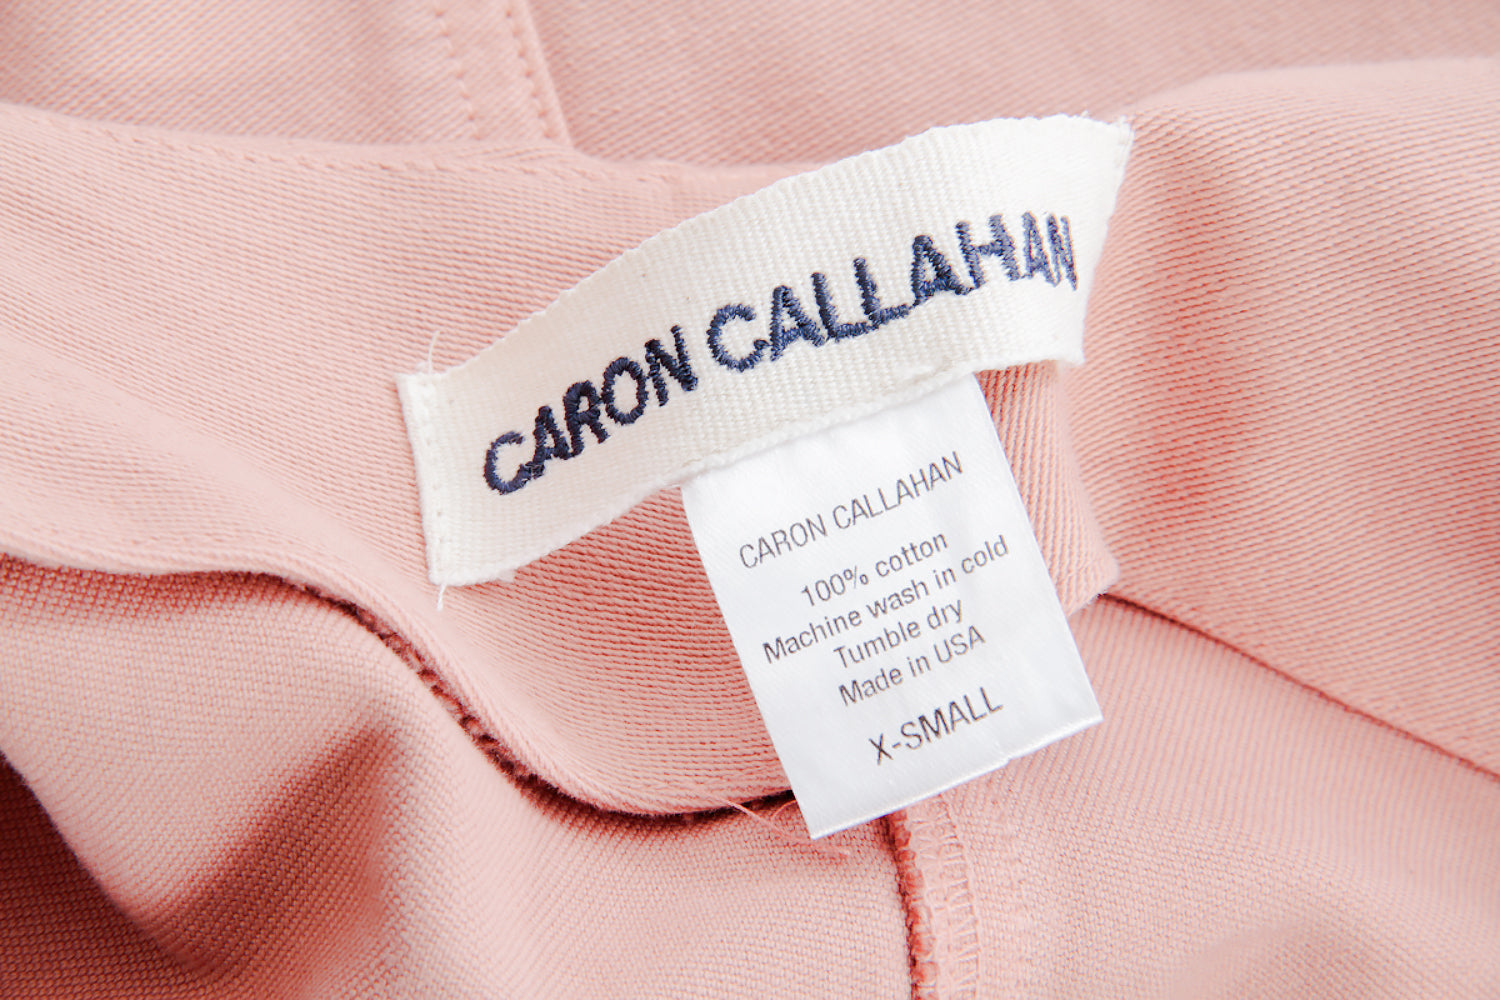 CARON CALLAHAN
CARON CALLAHAN
100% cotton
Machine wash in cold
Tumble dry
Made in USA
X-SMALL